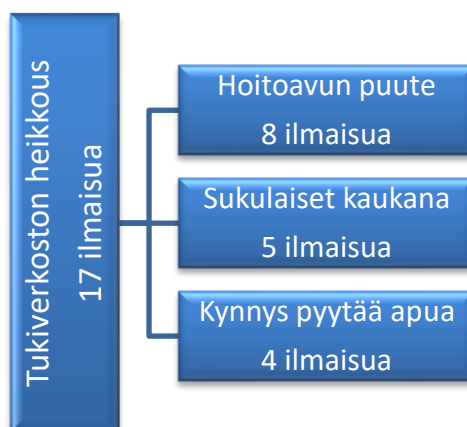 Tukiverkoston heikkous
17 ilmaisua
Hoitoavun puute
8 ilmaisua
Sukulaiset kaukana
5 ilmaisua
Kynnys pyytää apua
4 ilmaisua